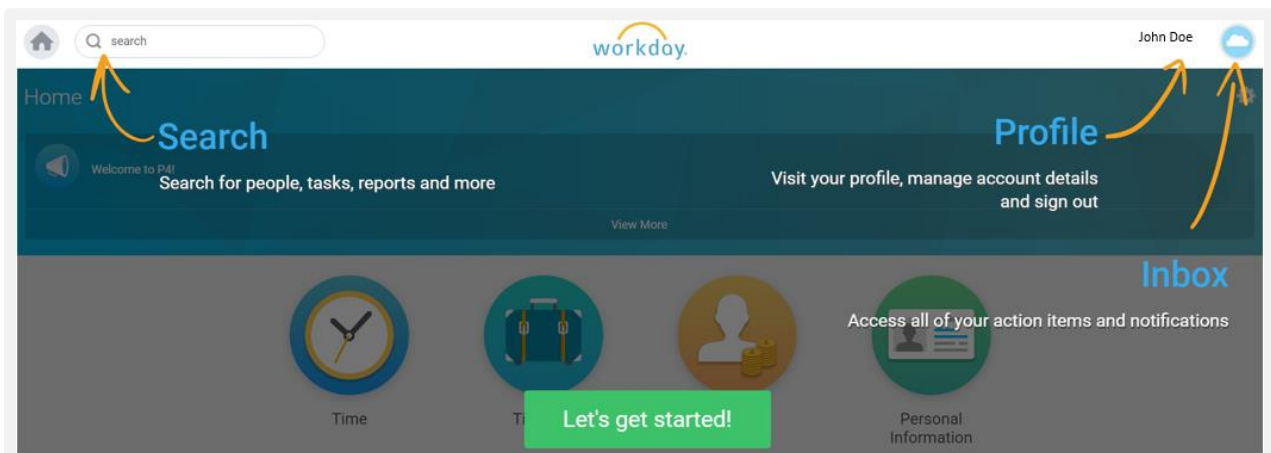 search
workday.
John Doe
Home
Search
Profile
Welcome to P4!
Search for people, tasks, reports and more
Visit your profile, manage account details
and sign out
View More
Inbox
Access all of your action items and notifications
Time
Ti
Let's get started!
Personal
Information